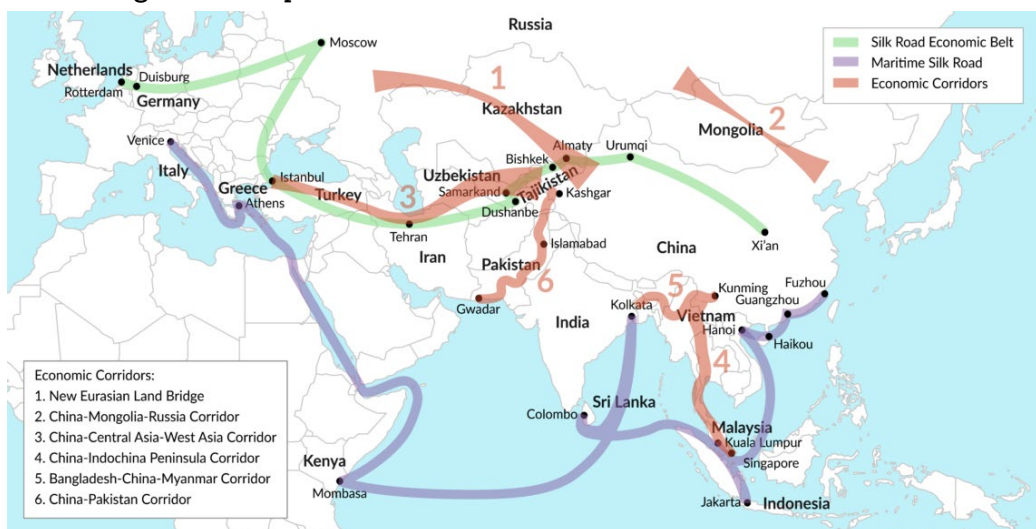 Russia
Moscow
Netherlands
Duisburg
Rotterdam
Germany
Silk Road Economic Belt
Maritime Silk Road
Economic Corridors
1
Kazakhstan
Mongolia
2
Venice
Italy
Almaty
Urumqi
Bishkek
Uzbekistan
Samarkand
Tajikistan
Kashgar
Dushanbe
Istanbul
Greece
Turkey
Athens
3
Tehran
Iran
Xi'an
China
Islamabad
Pakistan
6
Gwadar
India
Kolkata
5
Kunming
Fuzhou
Guangzhou
Vietnam
Hanoi
Haikou
4
Economic Corridors:
1. New Eurasian Land Bridge
2. China-Mongolia-Russia Corridor
3. China-Central Asia-West Asia Corridor
4. China-Indochina Peninsula Corridor
5. Bangladesh-China-Myanmar Corridor
6. China-Pakistan Corridor
Sri Lanka
Colombo
Malaysia
Kuala Lumpur
Singapore
Kenya
Mombasa
Jakarta
Indonesia